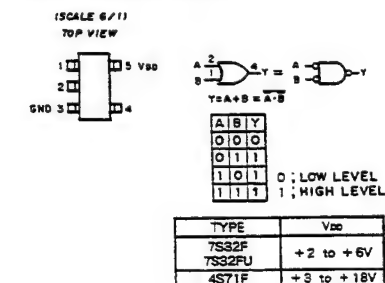 (SCALE 6/1)
TOP VIEW
1 5 VDD
2
GND 3 4
A 2 4 Y = A Y
B 1 B
Y=A+B=A·B
A B Y
0 0 0
0 1 1
1 0 1
1 1 1
0 ; LOW LEVEL
1 ; HIGH LEVEL
TYPE VDD
7S32F +2 to +6V
7S32FU
4S71F +3 to +18V